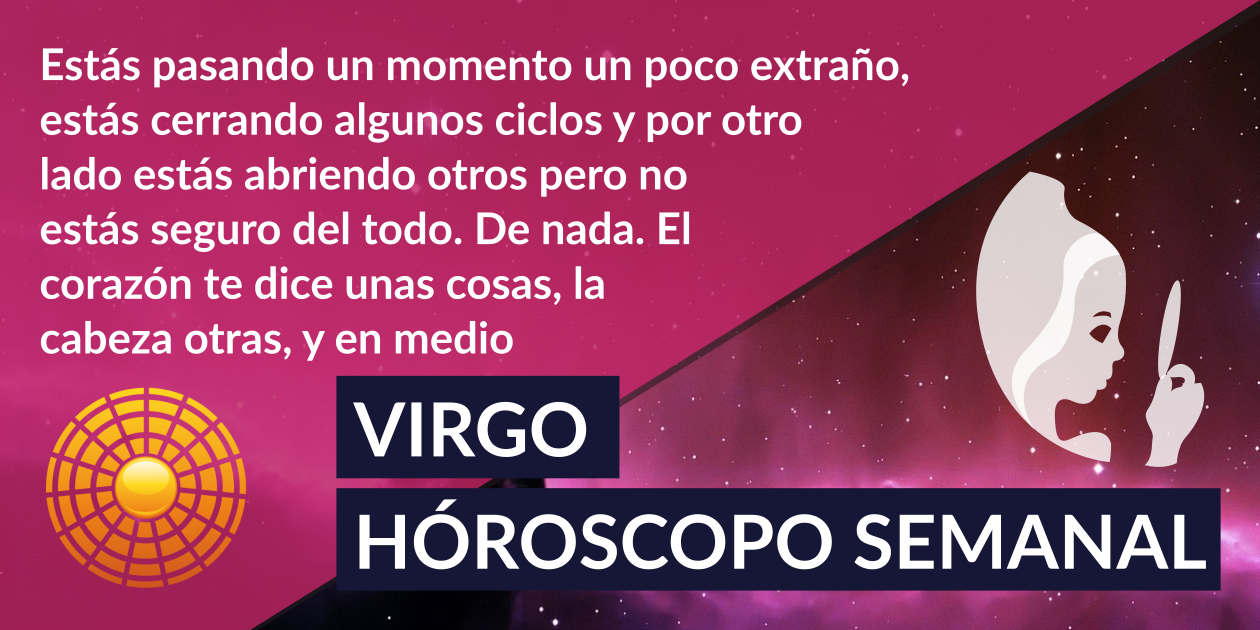 Estás pasando un momento un poco extraño,
estás cerrando algunos ciclos y por otro
lado estás abriendo otros pero no
estás seguro del todo. De nada. El
corazón te dice unas cosas, la
cabeza otras, y en medio
VIRGO
HÓROSCOPO SEMANAL